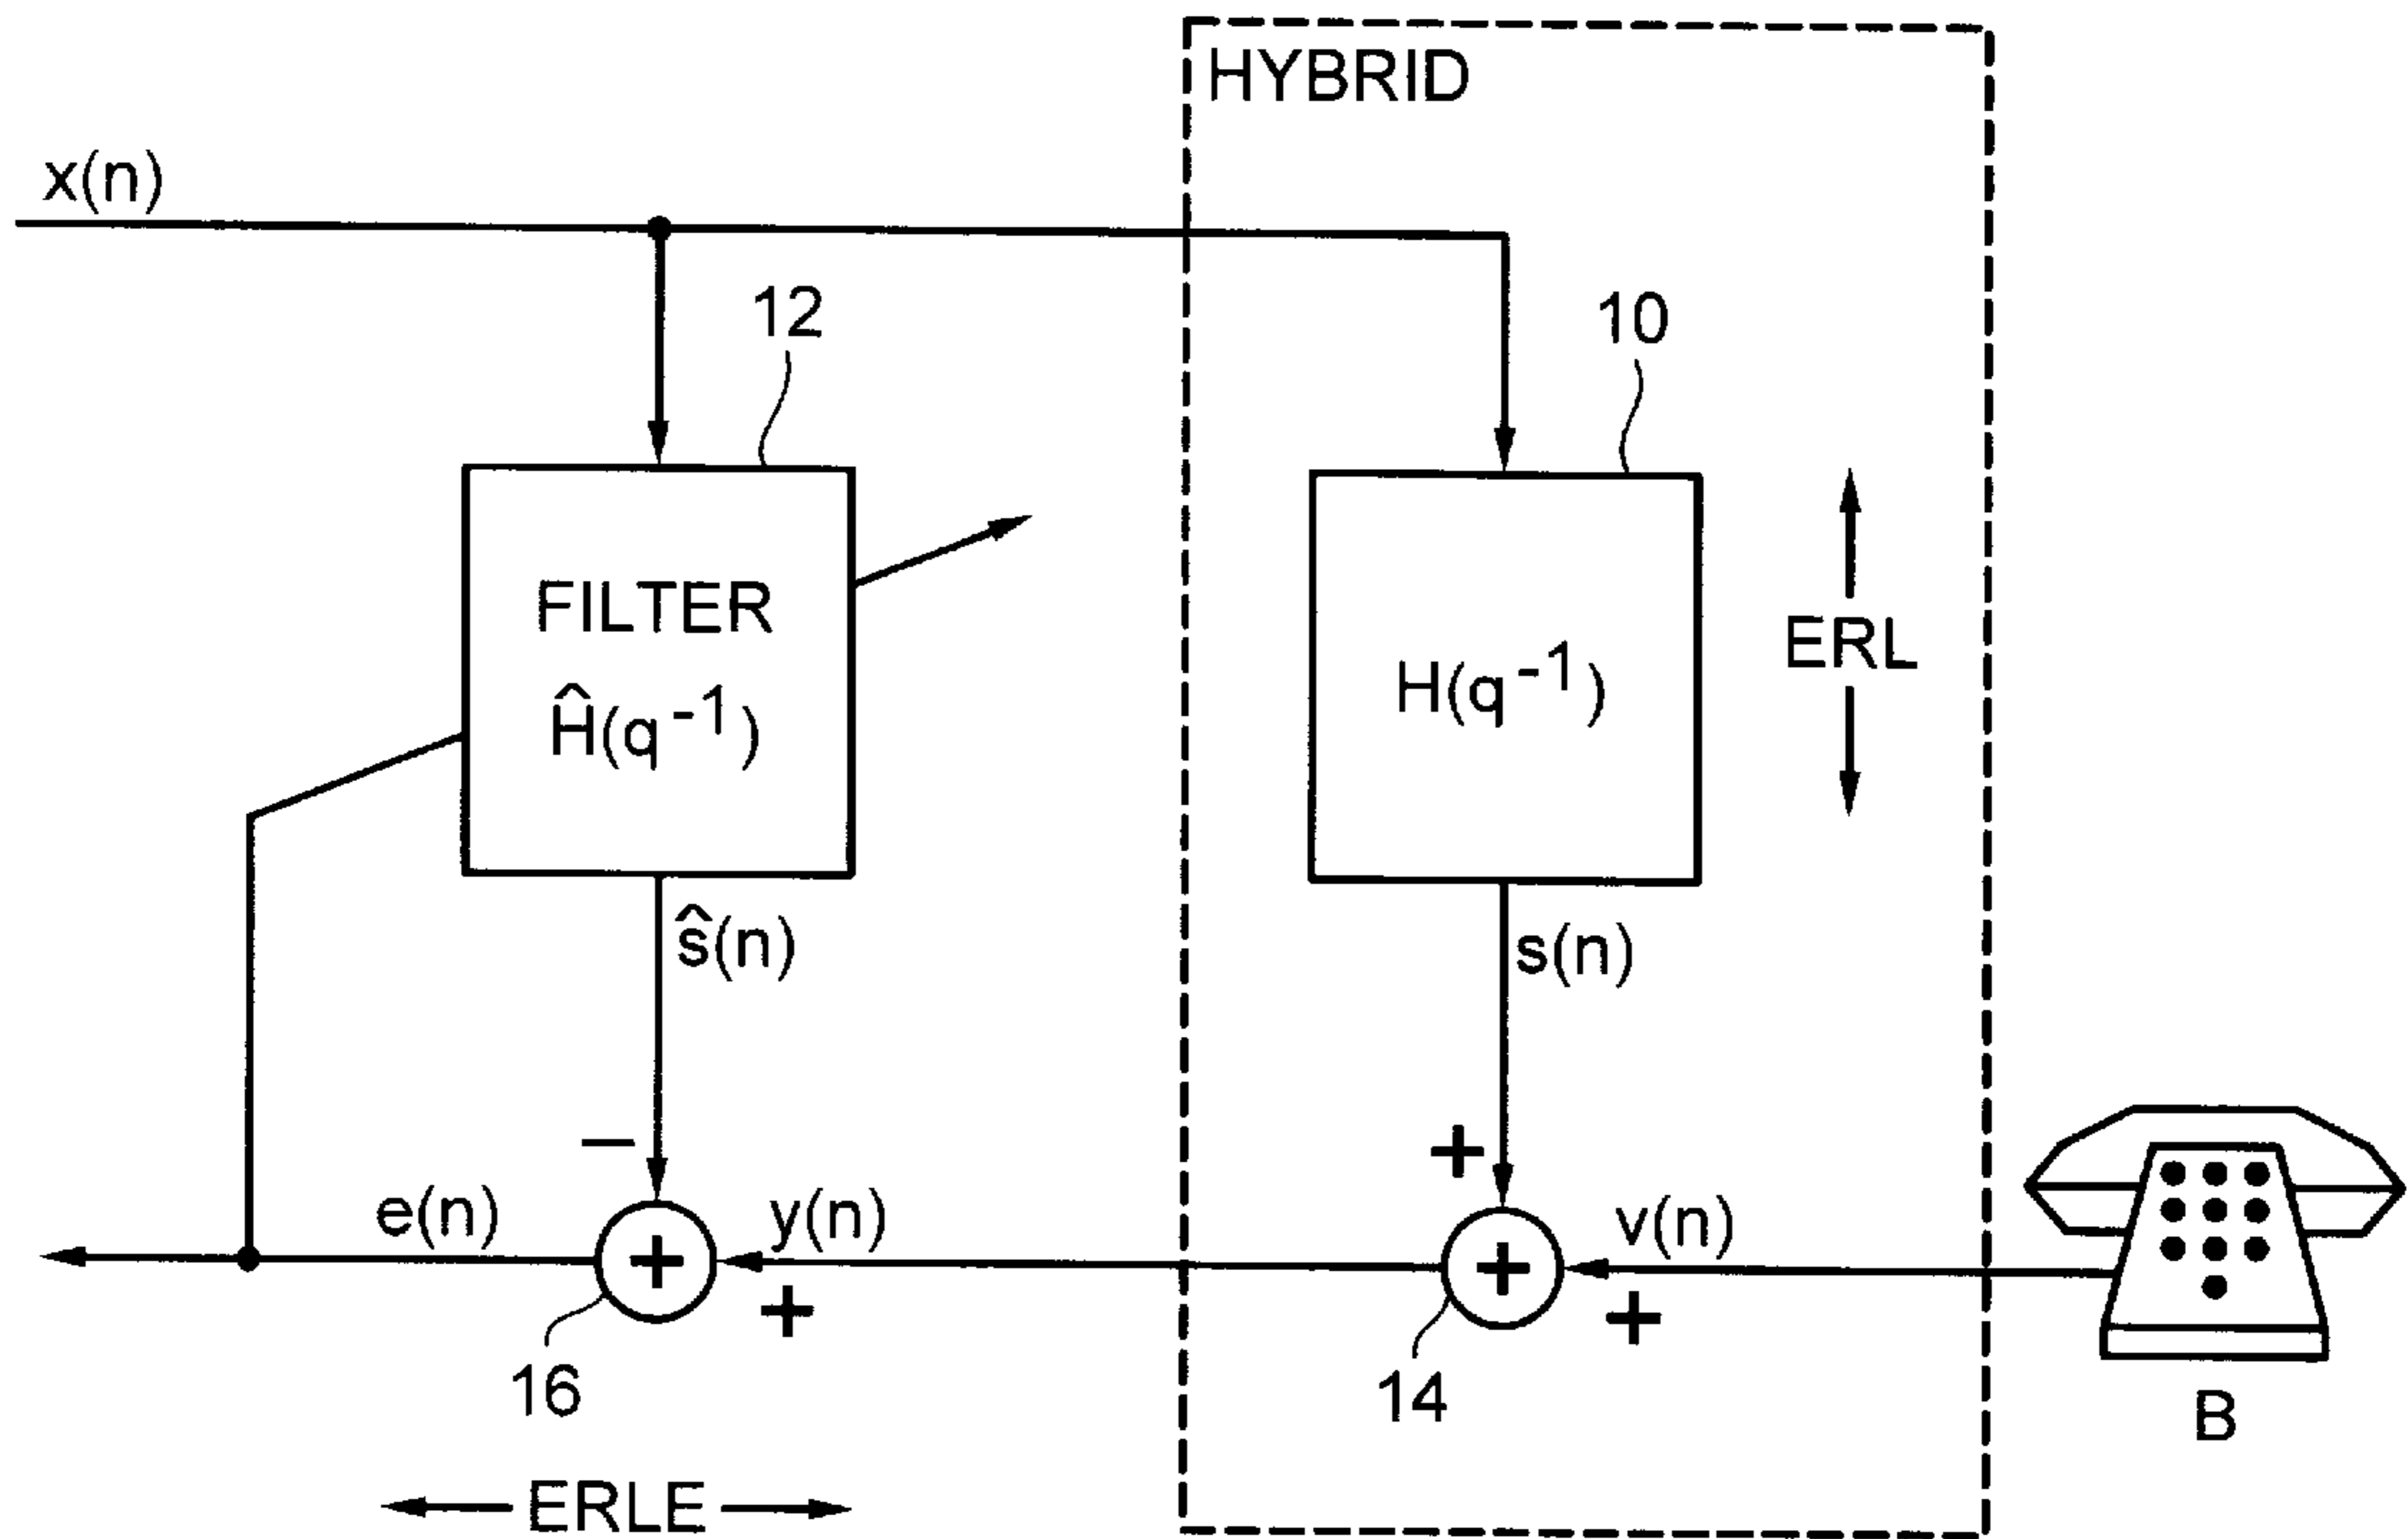 HYBRID
x(n)
12
10
FILTER
Ĥ(q⁻¹)
H(q⁻¹)
ERL
ŝ(n)
s(n)
−
+
e(n)
+
y(n)
+
v(n)
+
+
16
14
B
ERLE